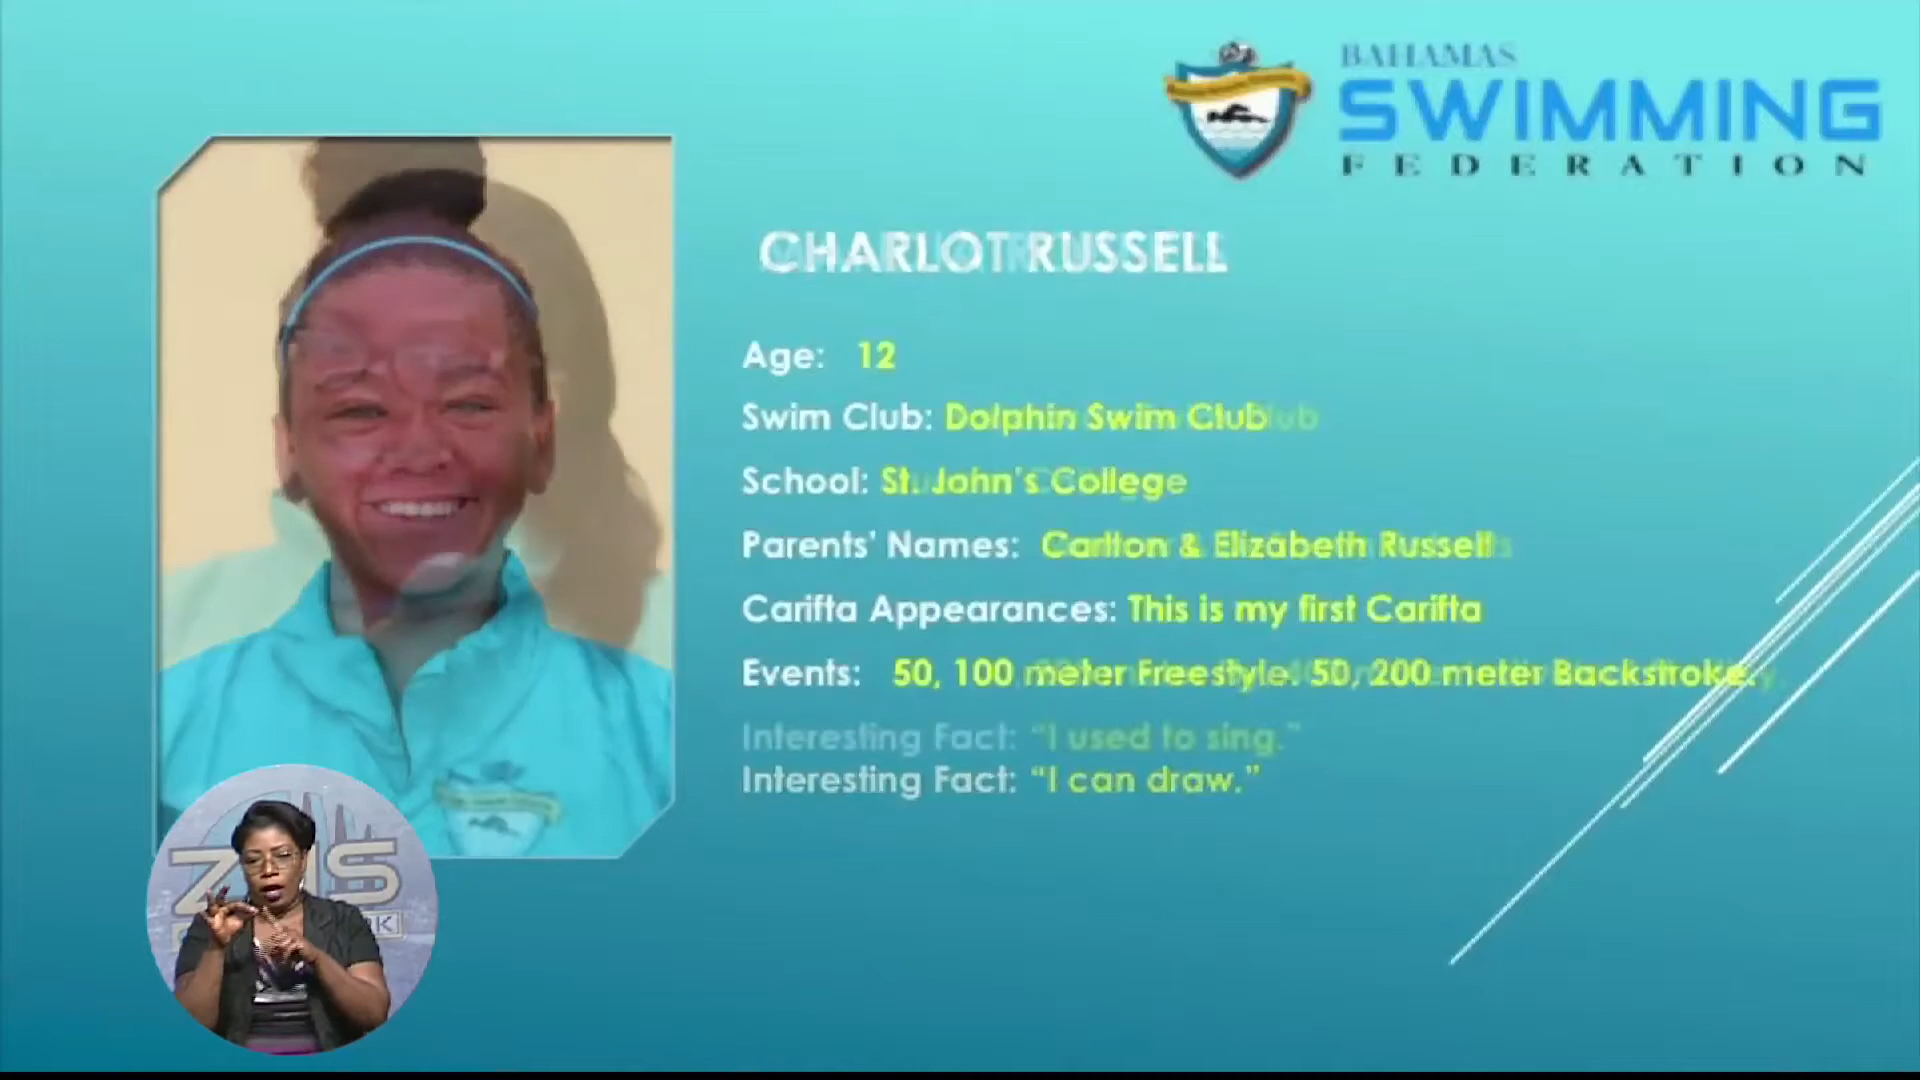 BAHAMAS
SWIMMING
FEDERATION
CHARLOT RUSSELL
Age: 12
Swim Club: Dolphin Swim Club
School: St. John's College
Parents' Names: Carlton & Elizabeth Russell
Carifta Appearances: This is my first Carifta
Events: 50, 100 meter Freestyle. 50, 200 meter Backstroke.
Interesting Fact: “I used to sing.”
Interesting Fact: “I can draw.”